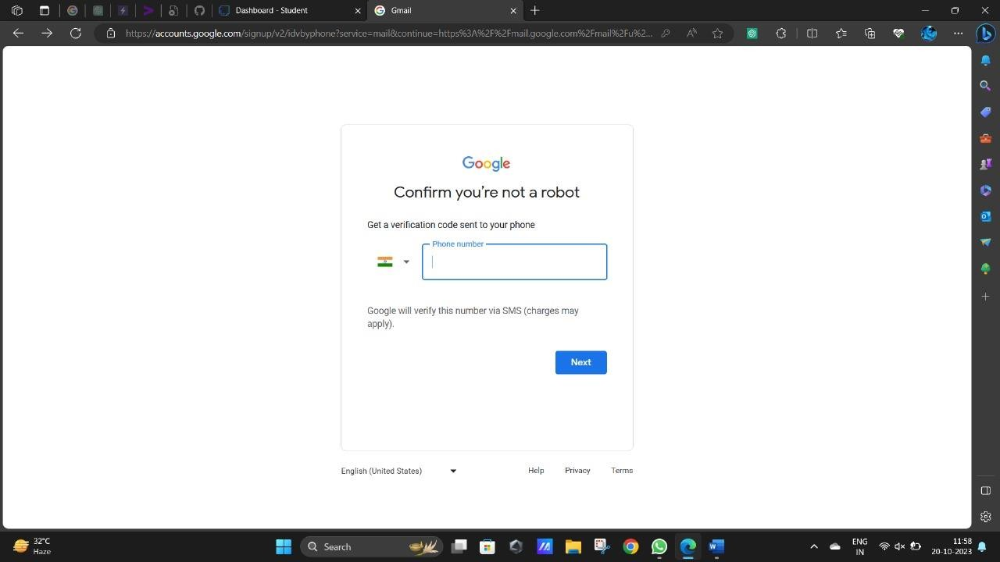 Dashboard - Student
Gmail
https://accounts.google.com/signup/v2/idvbyphone?service=mail&continue=https%3A%2F%2Fmail.google.com%2Fmail%2Fu%2...
Google
Confirm you're not a robot
Get a verification code sent to your phone
Phone number
Google will verify this number via SMS (charges may
apply).
Next
English (United States)
Help
Privacy
Terms
32°C
Haze
Search
ENG
IN
11:58
20-10-2023